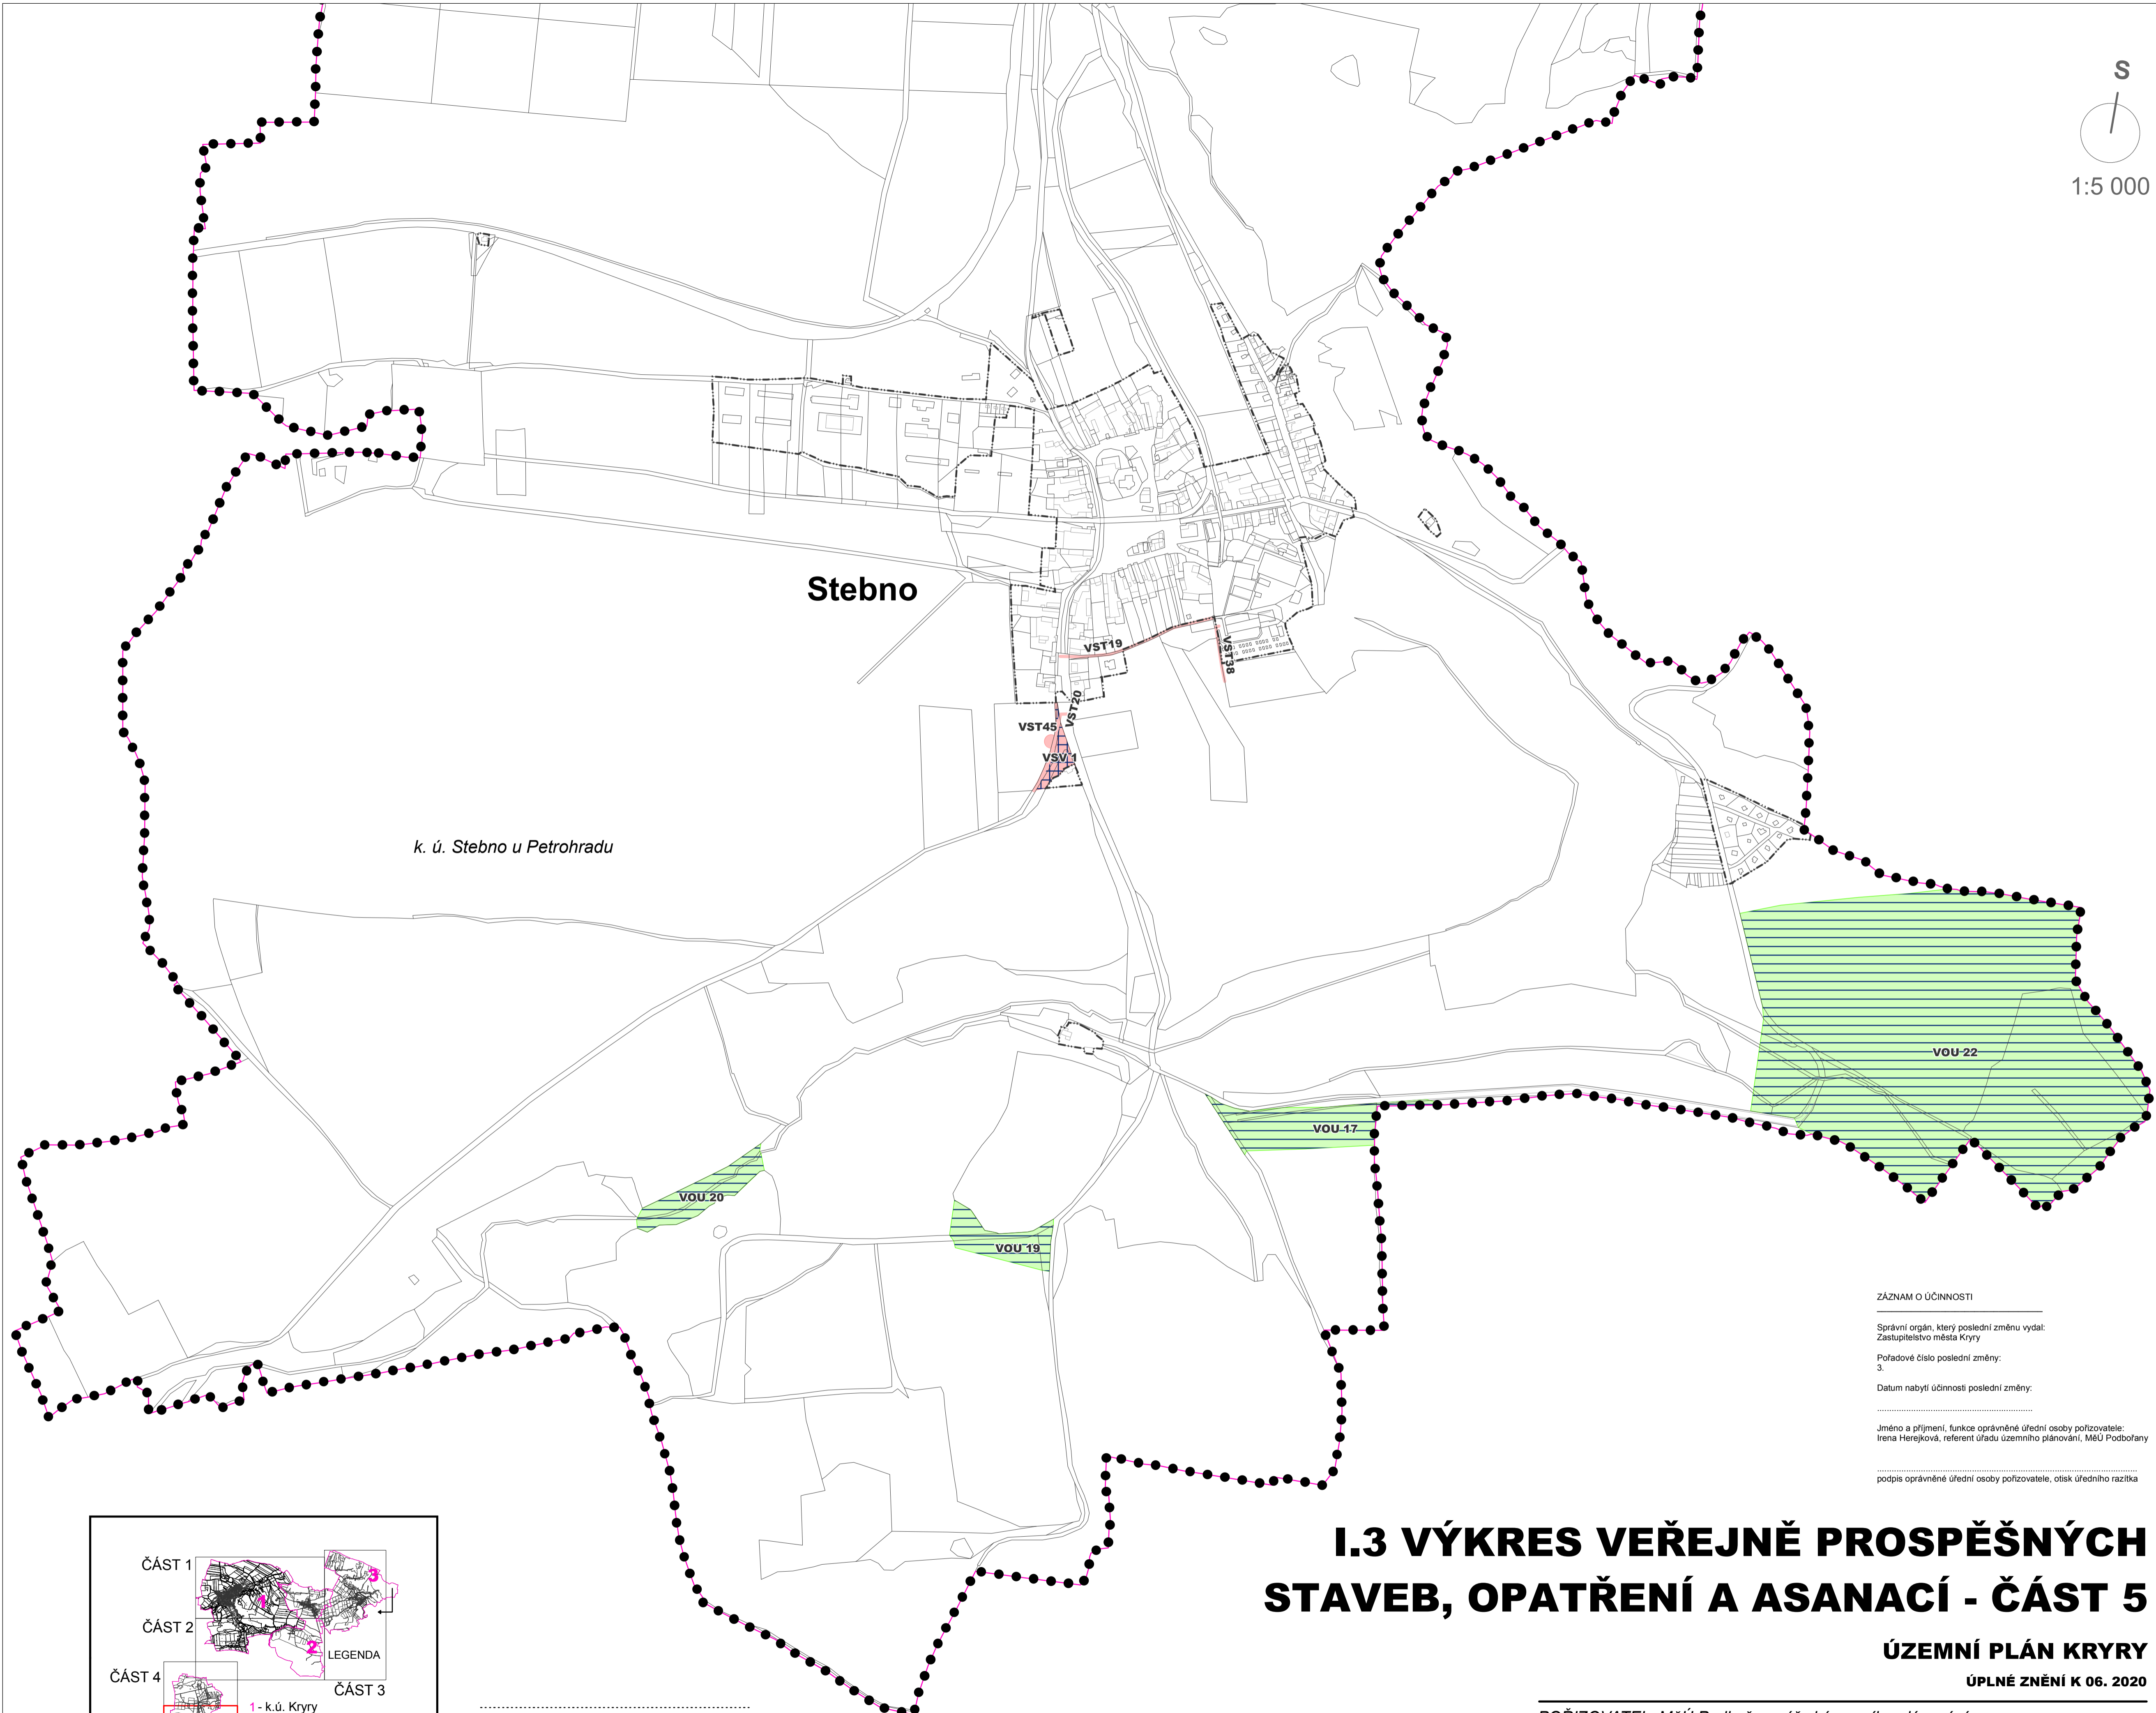 S
1:5 000
Stebno
VST19
VST38
VST20
VST45
VSV 1
k. ú. Stebno u Petrohradu
VOU 22
VOU 17
VOU 20
VOU 19
ZÁZNAM O ÚČINNOSTI
Správní orgán, který poslední změnu vydal:
Zastupitelstvo města Kryry
Pořadové číslo poslední změny:
3.
Datum nabytí účinnosti poslední změny:
Jméno a příjmení, funkce oprávněné úřední osoby pořizovatele:
Irena Herejková, referent úřadu územního plánování, MěÚ Podbořany
podpis oprávněné úřední osoby pořizovatele, otisk úředního razítka
I.3 VÝKRES VEŘEJNĚ PROSPĚŠNÝCH
STAVEB, OPATŘENÍ A ASANACÍ - ČÁST 5
ÚZEMNÍ PLÁN KRYRY
ÚPLNÉ ZNĚNÍ K 06. 2020
ČÁST 1
3
1
ČÁST 2
2
LEGENDA
ČÁST 4
ČÁST 3
1 - k.ú. Kryry